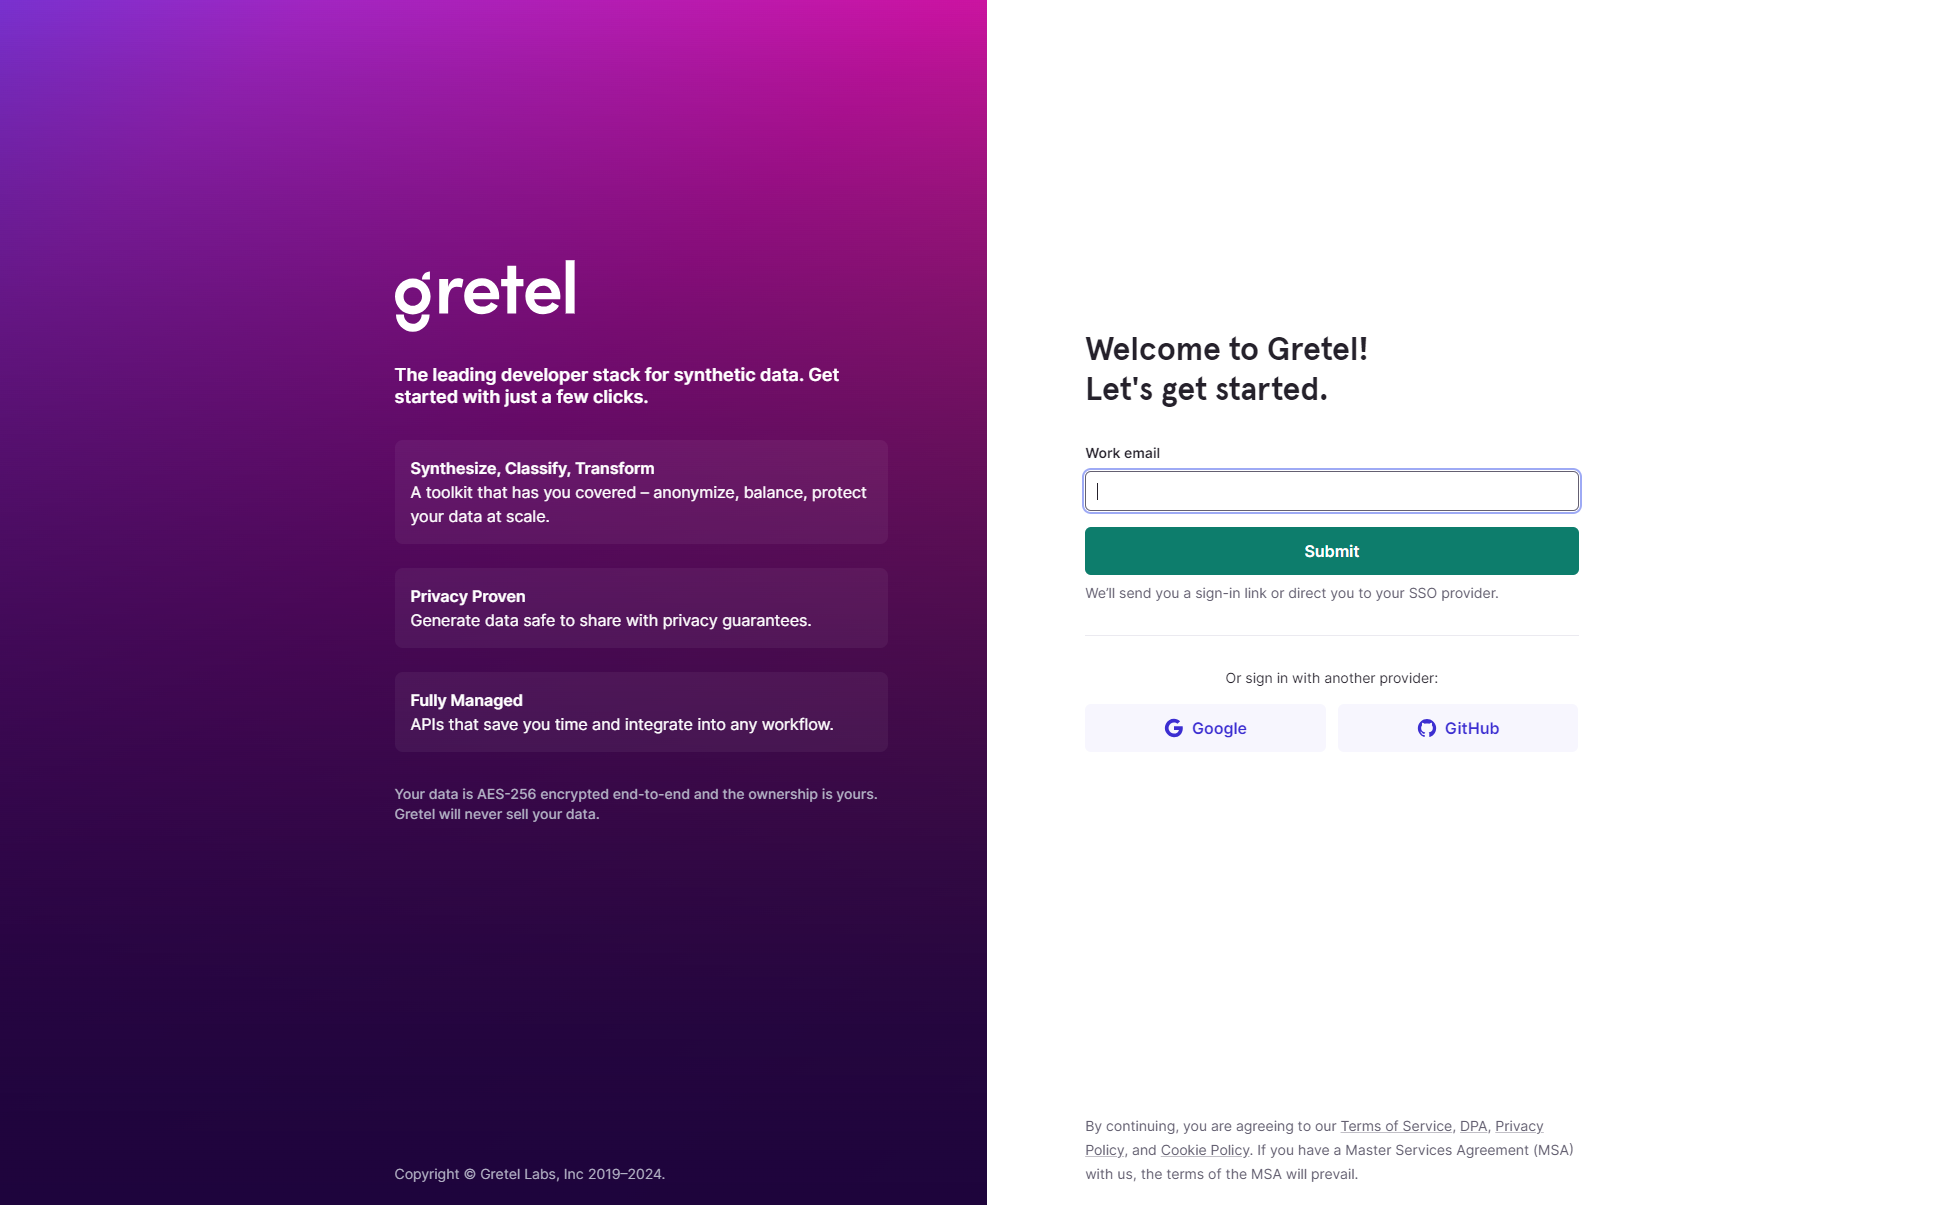 gretel
The leading developer stack for synthetic data. Get
started with just a few clicks.
Synthesize, Classify, Transform
A toolkit that has you covered – anonymize, balance, protect
your data at scale.
Privacy Proven
Generate data safe to share with privacy guarantees.
Fully Managed
APIs that save you time and integrate into any workflow.
Your data is AES-256 encrypted end-to-end and the ownership is yours.
Gretel will never sell your data.
Copyright © Gretel Labs, Inc 2019–2024.
Welcome to Gretel!
Let's get started.
Work email
Submit
We'll send you a sign-in link or direct you to your SSO provider.
Or sign in with another provider:
Google
GitHub
By continuing, you are agreeing to our Terms of Service, DPA, Privacy
Policy, and Cookie Policy. If you have a Master Services Agreement (MSA)
with us, the terms of the MSA will prevail.